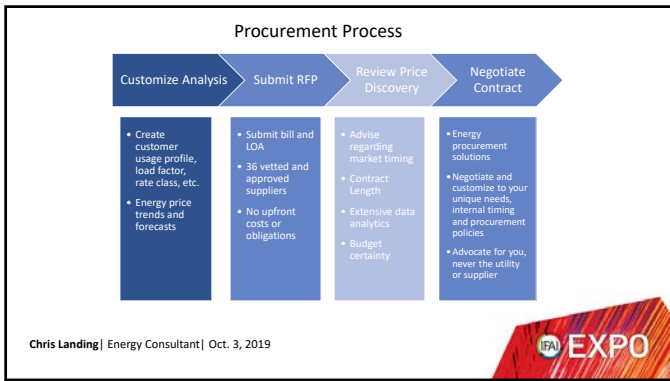 Procurement Process
Customize Analysis
Submit RFP
Review Price
Discovery
Negotiate
Contract
• Create
customer
usage profile,
load factor,
rate class, etc.
• Energy price
trends and
forecasts
• Submit bill and
LOA
• 36 vetted and
approved
suppliers
• No upfront
costs or
obligations
• Advise
regarding
market timing
• Contract
Length
• Extensive data
analytics
• Budget
certainty
• Energy
procurement
solutions
• Negotiate and
customize to your
unique needs,
internal timing
and procurement
policies
• Advocate for you,
never the utility
or supplier
Chris Landing| Energy Consultant| Oct. 3, 2019
IFAI EXPO